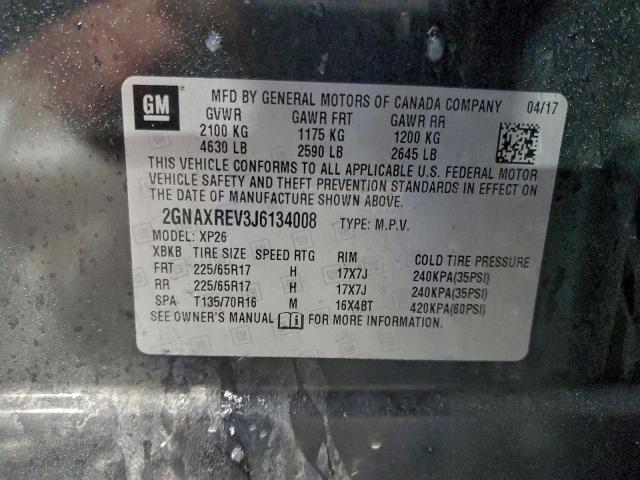 GM
MFD BY GENERAL MOTORS OF CANADA COMPANY 04/17
GVWR GAWR FRT GAWR RR
2100 KG 1175 KG 1200 KG
4630 LB 2590 LB 2645 LB
THIS VEHICLE CONFORMS TO ALL APPLICABLE U.S. FEDERAL MOTOR
VEHICLE SAFETY AND THEFT PREVENTION STANDARDS IN EFFECT ON
THE DATE OF MANUFACTURE SHOWN ABOVE.
2GNAXREV3J6134008 TYPE: M.P.V.
MODEL: XP26
XBKB TIRE SIZE SPEED RTG RIM COLD TIRE PRESSURE
FRT 225/65R17 H 17X7J 240KPA(35PSI)
RR 225/65R17 H 17X7J 240KPA(35PSI)
SPA T135/70R16 M 16X4BT 420KPA(60PSI)
SEE OWNER'S MANUAL FOR MORE INFORMATION.